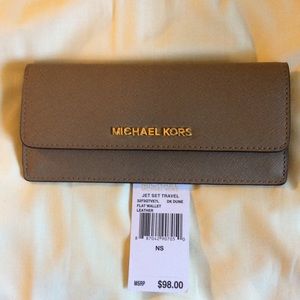 MICHAEL KORS
JET SET TRAVEL
DK DUNE
FLAT WALLET
LEATHER
NS
MSRP $98.00